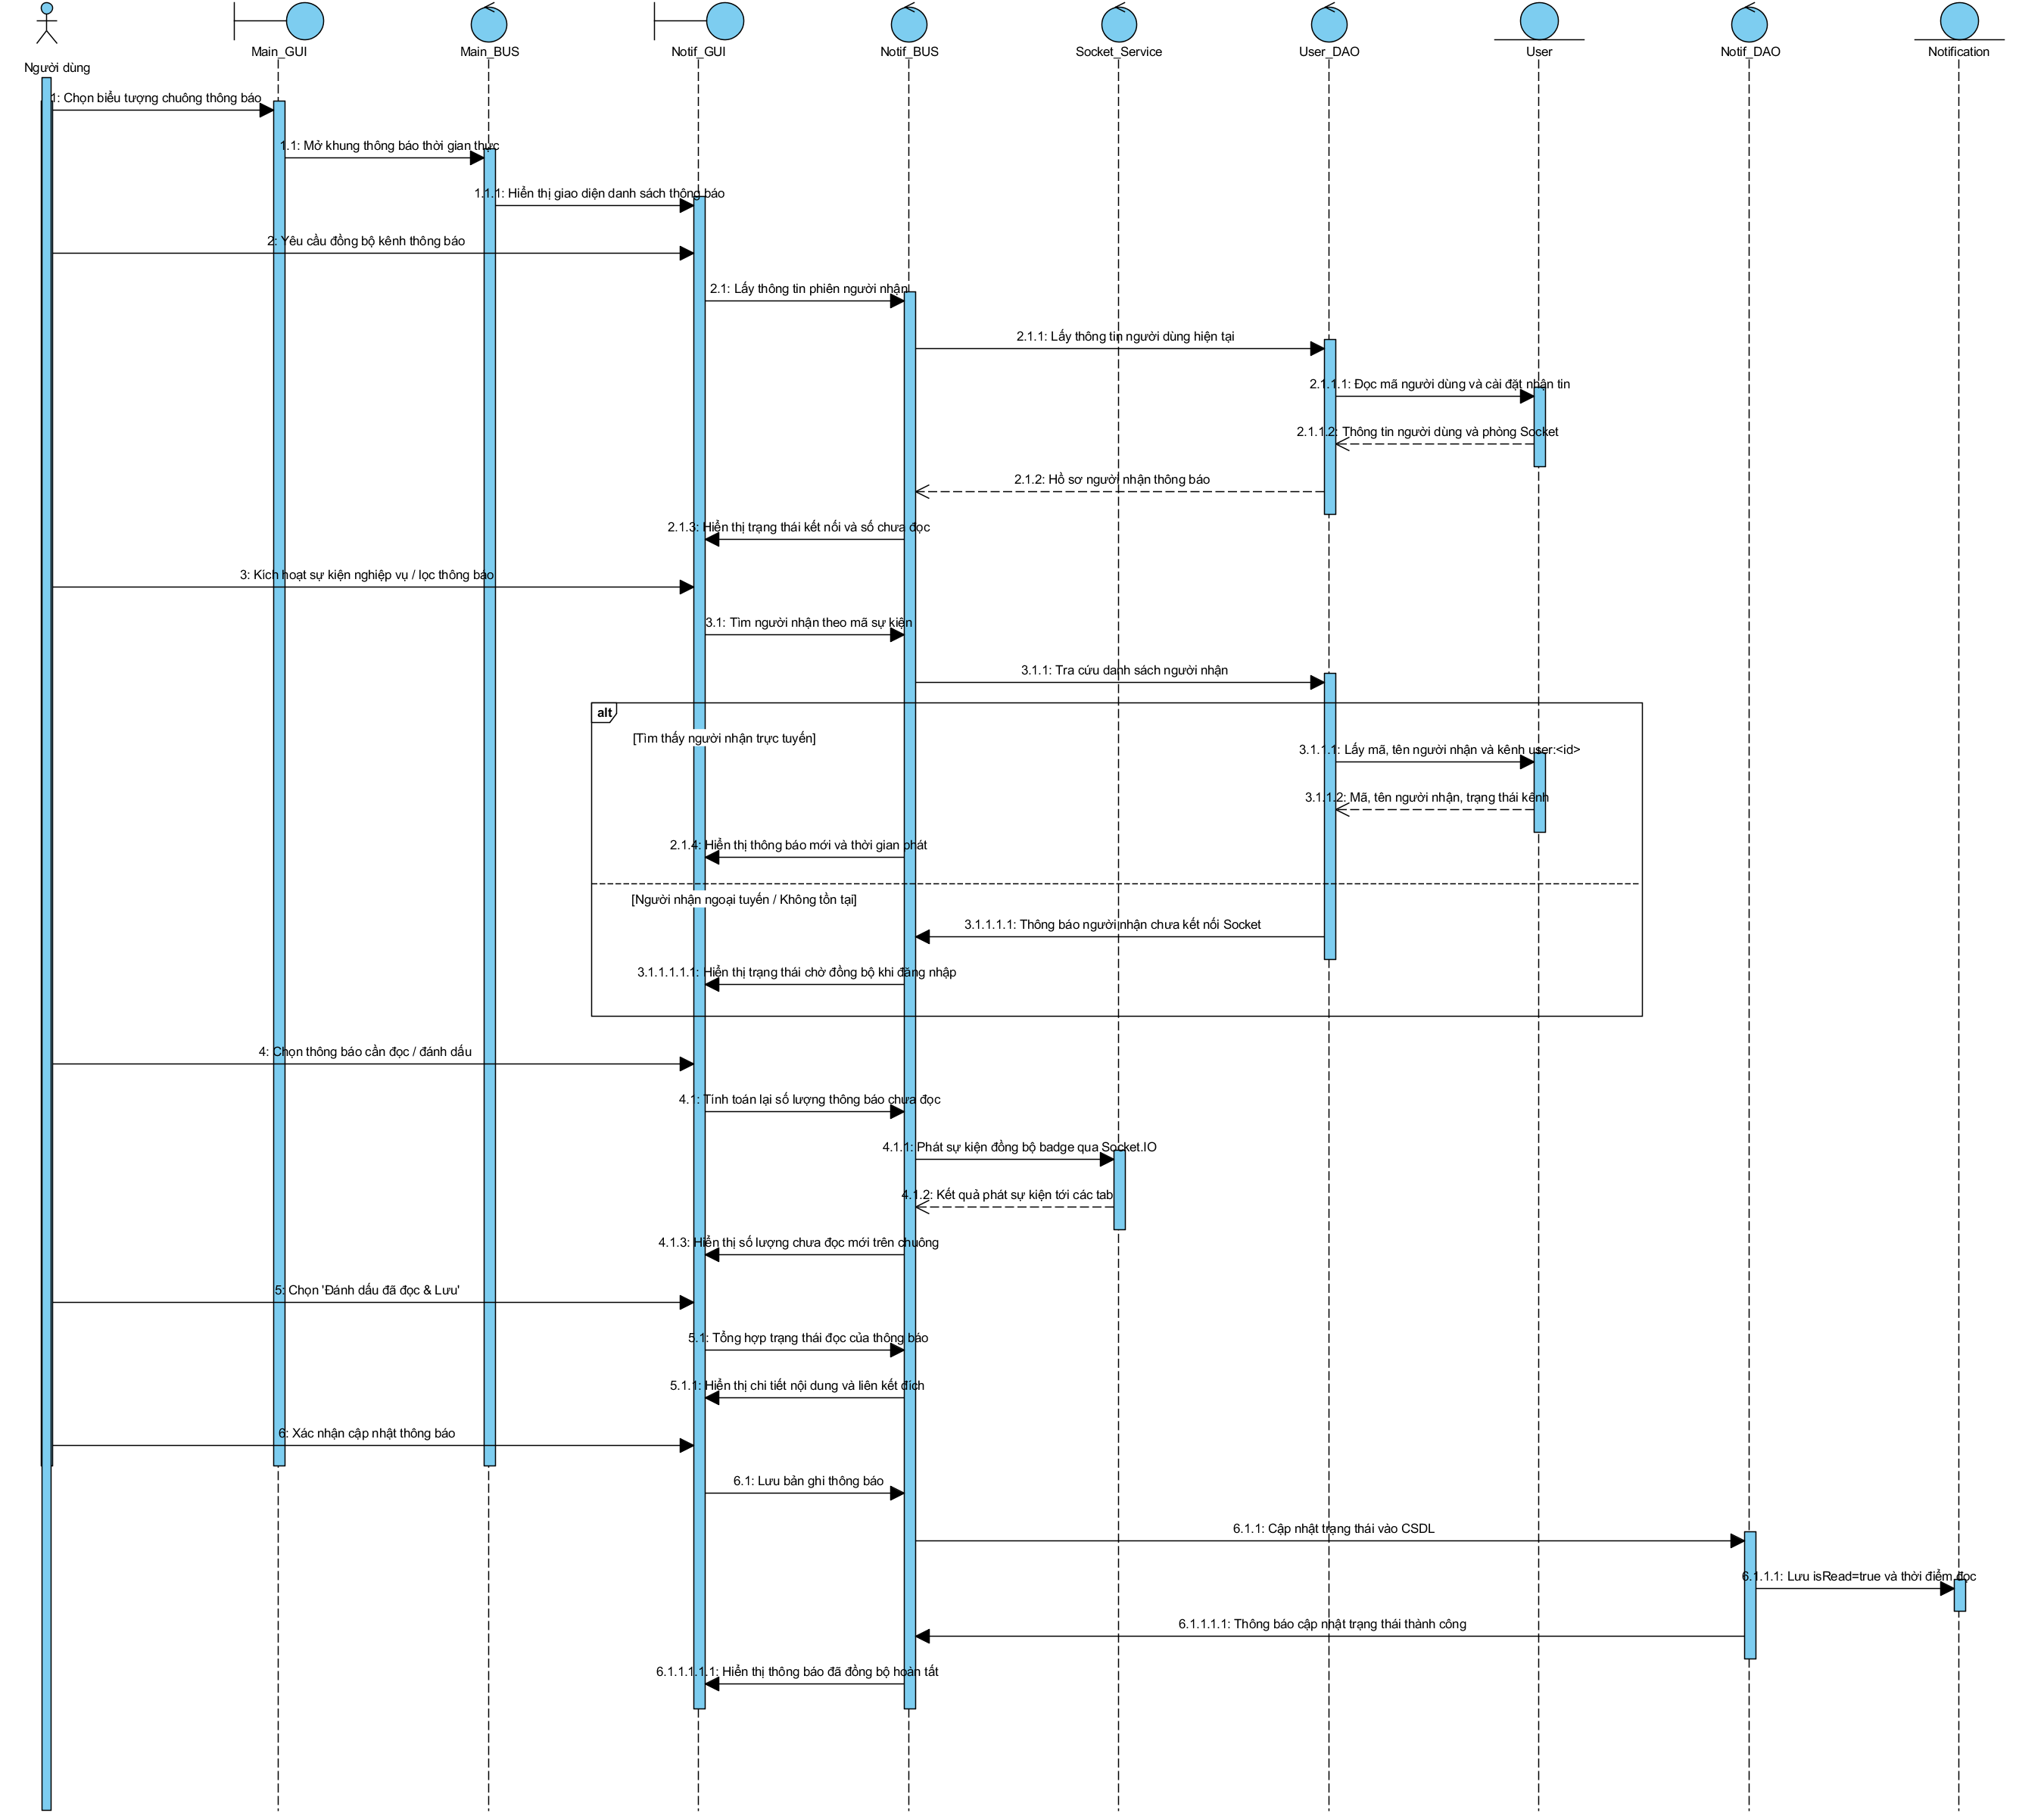 Người dùng
Main_GUI
Main_BUS
Notif_GUI
Notif_BUS
Socket_Service
User_DAO
User
Notif_DAO
Notification
1: Chọn biểu tượng chuông thông báo
1.1: Mở khung thông báo thời gian thực
1.1.1: Hiển thị giao diện danh sách thông báo
2: Yêu cầu đồng bộ kênh thông báo
2.1: Lấy thông tin phiên người nhận
2.1.1: Lấy thông tin người dùng hiện tại
2.1.1.1: Đọc mã người dùng và cài đặt nhận tin
2.1.1.2: Thông tin người dùng và phòng Socket
2.1.2: Hồ sơ người nhận thông báo
2.1.3: Hiển thị trạng thái kết nối và số chưa đọc
3: Kích hoạt sự kiện nghiệp vụ / lọc thông báo
3.1: Tìm người nhận theo mã sự kiện
3.1.1: Tra cứu danh sách người nhận
alt
[Tìm thấy người nhận trực tuyến]
3.1.1.1: Lấy mã, tên người nhận và kênh user:<id>
3.1.1.2: Mã, tên người nhận, trạng thái kênh
2.1.4: Hiển thị thông báo mới và thời gian phát
[Người nhận ngoại tuyến / Không tồn tại]
3.1.1.1.1: Thông báo người nhận chưa kết nối Socket
3.1.1.1.1.1: Hiển thị trạng thái chờ đồng bộ khi đăng nhập
4: Chọn thông báo cần đọc / đánh dấu
4.1: Tính toán lại số lượng thông báo chưa đọc
4.1.1: Phát sự kiện đồng bộ badge qua Socket.IO
4.1.2: Kết quả phát sự kiện tới các tab
4.1.3: Hiển thị số lượng chưa đọc mới trên chuông
5: Chọn 'Đánh dấu đã đọc & Lưu'
5.1: Tổng hợp trạng thái đọc của thông báo
5.1.1: Hiển thị chi tiết nội dung và liên kết đích
6: Xác nhận cập nhật thông báo
6.1: Lưu bản ghi thông báo
6.1.1: Cập nhật trạng thái vào CSDL
6.1.1.1: Lưu isRead=true và thời điểm đọc
6.1.1.1.1: Thông báo cập nhật trạng thái thành công
6.1.1.1.1.1: Hiển thị thông báo đã đồng bộ hoàn tất